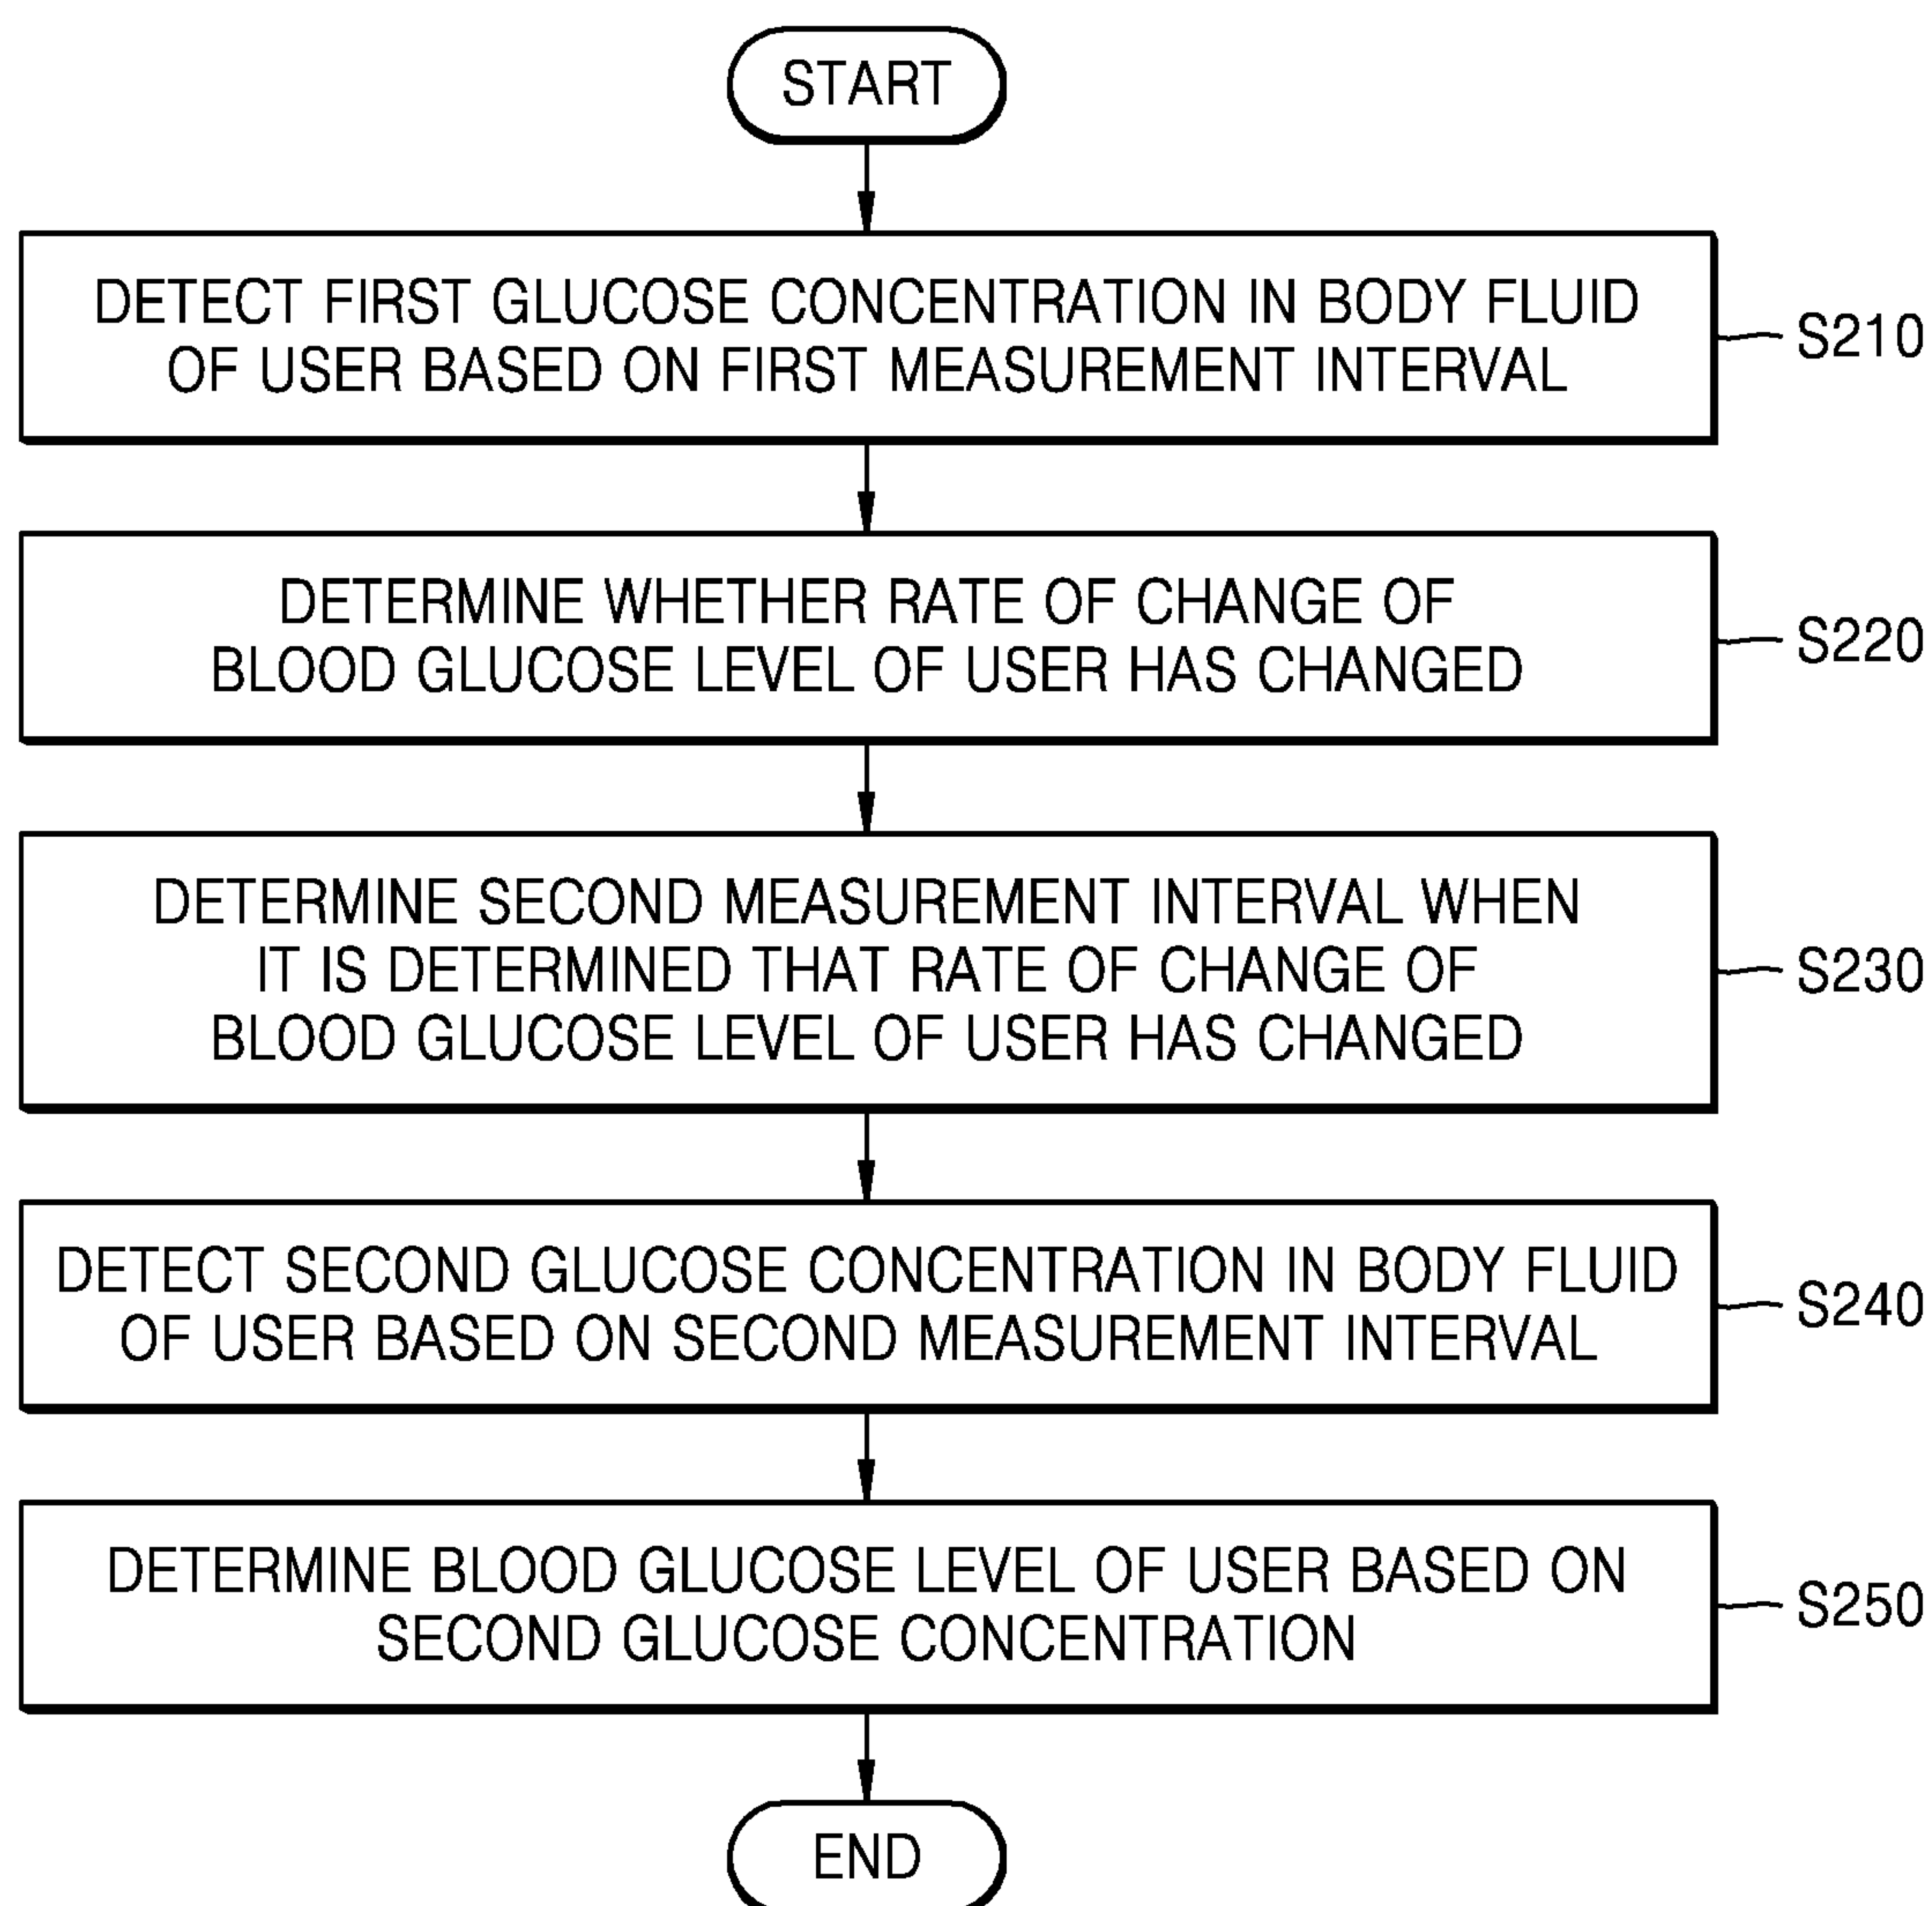 START
DETECT FIRST GLUCOSE CONCENTRATION IN BODY FLUID
OF USER BASED ON FIRST MEASUREMENT INTERVAL
S210
DETERMINE WHETHER RATE OF CHANGE OF
BLOOD GLUCOSE LEVEL OF USER HAS CHANGED
S220
DETERMINE SECOND MEASUREMENT INTERVAL WHEN
IT IS DETERMINED THAT RATE OF CHANGE OF
BLOOD GLUCOSE LEVEL OF USER HAS CHANGED
S230
DETECT SECOND GLUCOSE CONCENTRATION IN BODY FLUID
OF USER BASED ON SECOND MEASUREMENT INTERVAL
S240
DETERMINE BLOOD GLUCOSE LEVEL OF USER BASED ON
SECOND GLUCOSE CONCENTRATION
S250
END